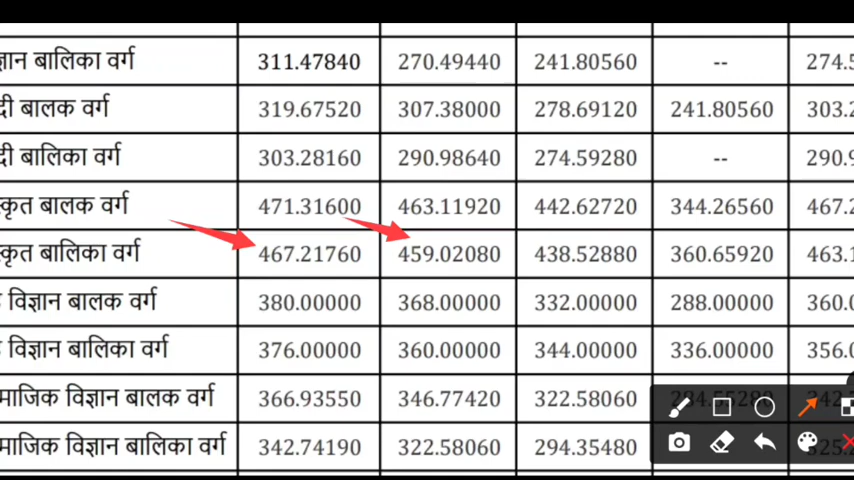 बालिका वर्ग 311.47840 270.49440 241.80560 --
बालक वर्ग 319.67520 307.38000 278.69120 241.80560
बालिका वर्ग 303.28160 290.98640 274.59280 --
बालक वर्ग 471.31600 463.11920 442.62720 344.26560
बालिका वर्ग 467.21760 459.02080 438.52880 360.65920
विज्ञान बालक वर्ग 380.00000 368.00000 332.00000 288.00000
विज्ञान बालिका वर्ग 376.00000 360.00000 344.00000 336.00000
विज्ञान बालक वर्ग 366.93550 346.77420 322.58060
विज्ञान बालिका वर्ग 342.74190 322.58060 294.35480